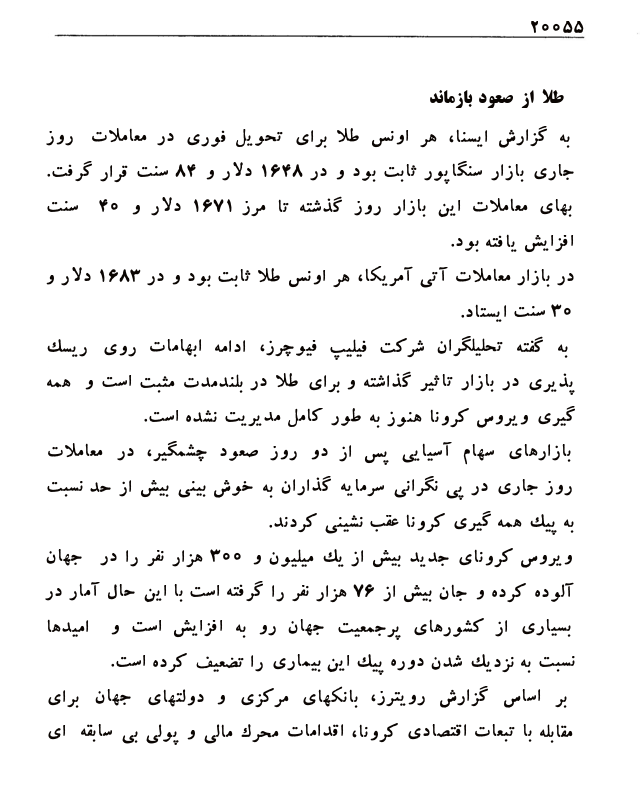 ۲۰۰۵۵
طلا از صعود بازماند
به گزارش ایسنا، هر اونس طلا برای تحویل فوری در معاملات روز
جاری بازار سنگاپور ثابت بود و در ۱۶۴۸ دلار و ۸۴ سنت قرار گرفت.
بهای معاملات این بازار روز گذشته تا مرز ۱۶۷۱ دلار و ۴۰ سنت
افزایش یافته بود.
در بازار معاملات آتی آمریکا، هر اونس طلا ثابت بود و در ۱۶۸۳ دلار و
۳۰ سنت ایستاد.
به گفته تحلیلگران شرکت فیلیپ فیوچرز، ادامه ابهامات روی ریسك
پذیری در بازار تاثیر گذاشته و برای طلا در بلندمدت مثبت است و همه
گیری ویروس کرونا هنوز به طور کامل مدیریت نشده است.
بازارهای سهام آسیایی پس از دو روز صعود چشمگیر، در معاملات
روز جاری در پی نگرانی سرمایه گذاران به خوش بینی بیش از حد نسبت
به پیك همه گیری کرونا عقب نشینی کردند.
ویروس کرونای جدید بیش از یك میلیون و ۳۰۰ هزار نفر را در جهان
آلوده کرده و جان بیش از ۷۶ هزار نفر را گرفته است با این حال آمار در
بسیاری از کشورهای پرجمعیت جهان رو به افزایش است و امیدها
نسبت به نزدیك شدن دوره پیك این بیماری را تضعیف کرده است.
بر اساس گزارش رویترز، بانکهای مرکزی و دولتهای جهان برای
مقابله با تبعات اقتصادی کرونا، اقدامات محرك مالی و پولی بی سابقه ای